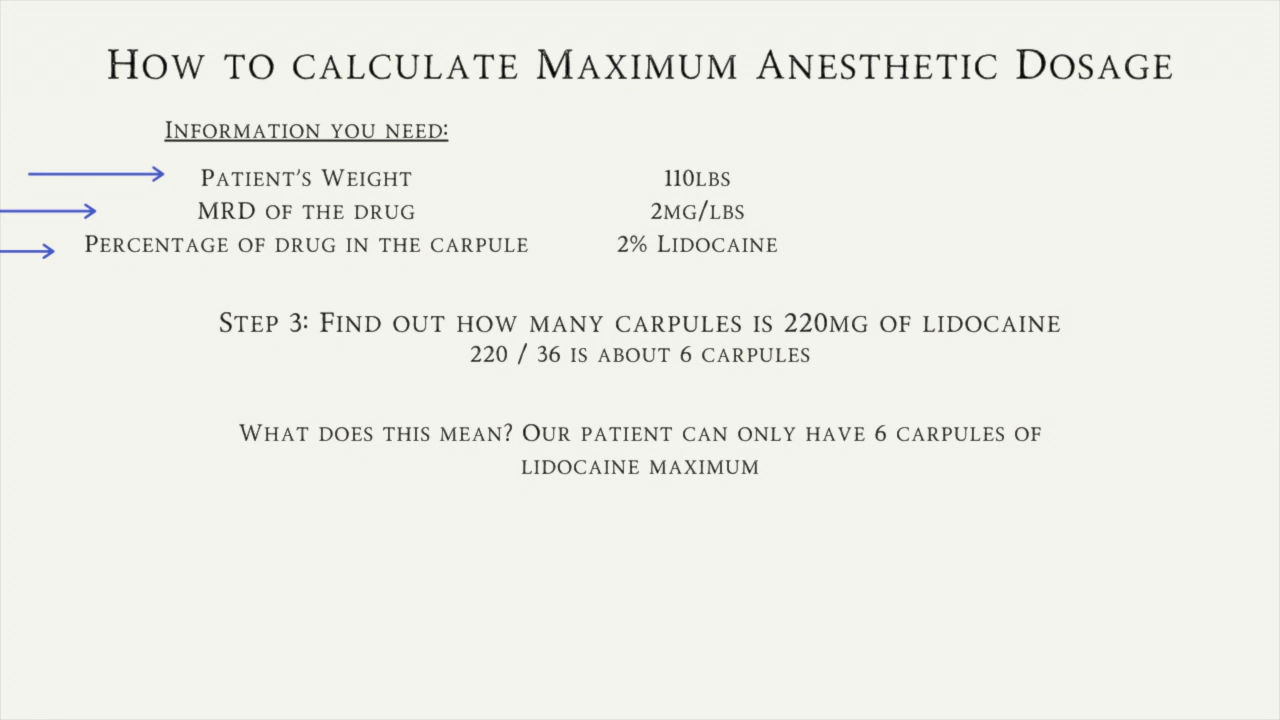 How to calculate Maximum Anesthetic Dosage
Information you need:
Patient's Weight 110lbs
MRD of the drug 2mg/lbs
Percentage of drug in the carpule 2% Lidocaine
Step 3: Find out how many carpules is 220mg of lidocaine
220 / 36 is about 6 carpules
What does this mean? Our patient can only have 6 carpules of
lidocaine maximum